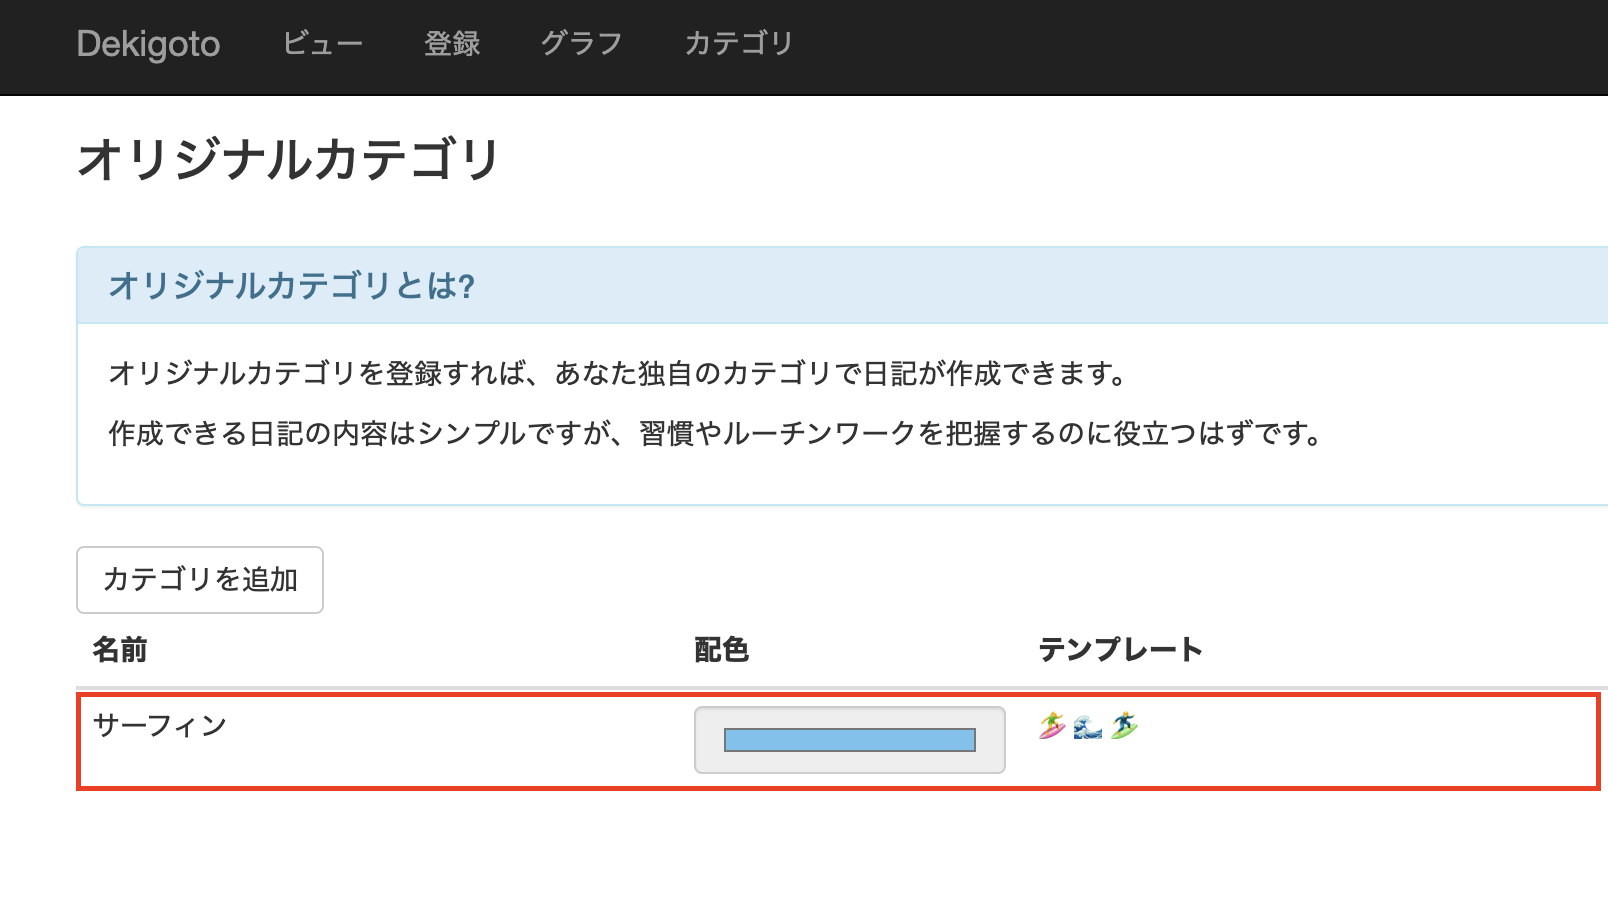 Dekigoto ビュー 登録 グラフ カテゴリ
オリジナルカテゴリ
オリジナルカテゴリとは?
オリジナルカテゴリを登録すれば、あなた独自のカテゴリで日記が作成できます。
作成できる日記の内容はシンプルですが、習慣やルーチンワークを把握するのに役立つはずです。
カテゴリを追加
名前 配色 テンプレート
サーフィン 🏄‍♀️🌊🏄‍♂️